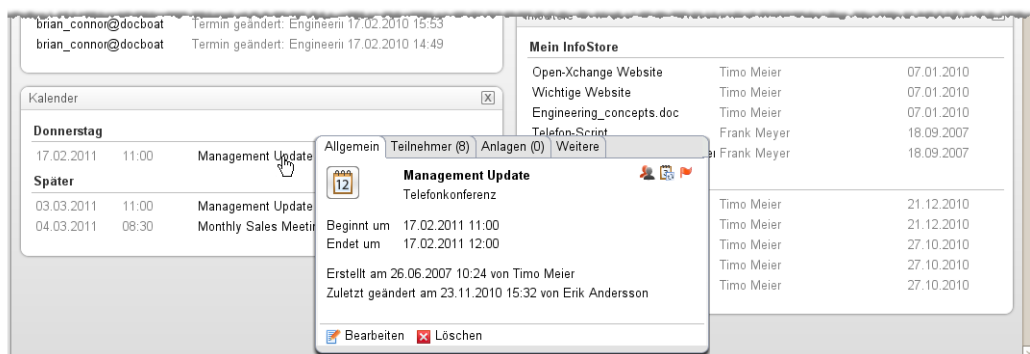 brian_connor@docboat Termin geändert: Engineerin 17.02.2010 15:53
brian_connor@docboat Termin geändert: Engineerin 17.02.2010 14:49
InfoStore
Mein InfoStore
Open-Xchange Website Timo Meier 07.01.2010
Wichtige Website Timo Meier 07.01.2010
Engineering_concepts.doc Timo Meier 07.01.2010
Telefon-Script Frank Meyer 18.09.2007
Frank Meyer 18.09.2007
Timo Meier 21.12.2010
Timo Meier 21.12.2010
Timo Meier 27.10.2010
Timo Meier 27.10.2010
Timo Meier 27.10.2010
Kalender
Donnerstag
17.02.2011 11:00 Management Update
Später
03.03.2011 11:00 Management Update
04.03.2011 08:30 Monthly Sales Meetin
Allgemein Teilnehmer (8) Anlagen (0) Weitere
12
Management Update
Telefonkonferenz
Beginnt um 17.02.2011 11:00
Endet um 17.02.2011 12:00
Erstellt am 26.06.2007 10:24 von Timo Meier
Zuletzt geändert am 23.11.2010 15:32 von Erik Andersson
Bearbeiten Löschen